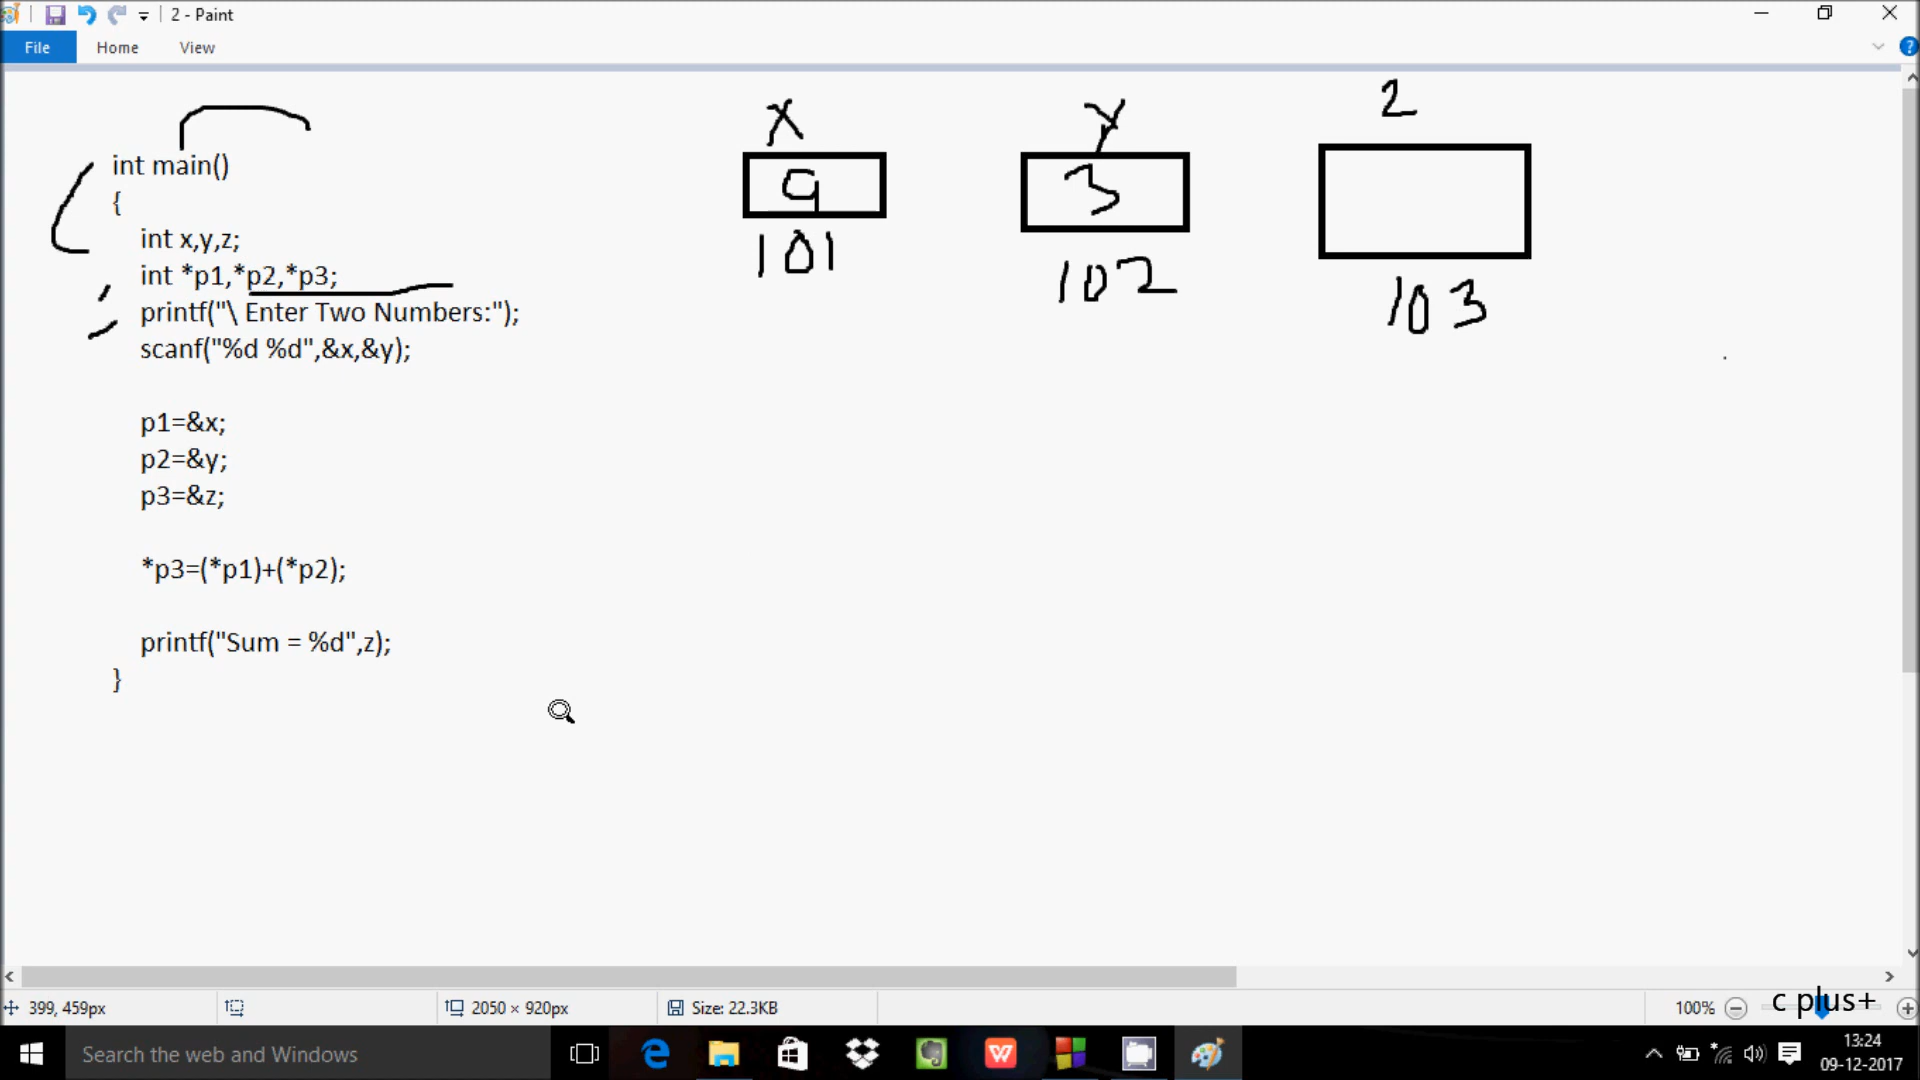 2 - Paint
File Home View
int main()
{
int x,y,z;
int *p1,*p2,*p3;
printf("\ Enter Two Numbers:");
scanf("%d %d",&x,&y);
p1=&x;
p2=&y;
p3=&z;
*p3=(*p1)+(*p2);
printf("Sum = %d",z);
}
x y 2
9 3
101 102 103
399, 459px 2050 × 920px Size: 22.3KB 100%
c plus+
Search the web and Windows
13:24
09-12-2017